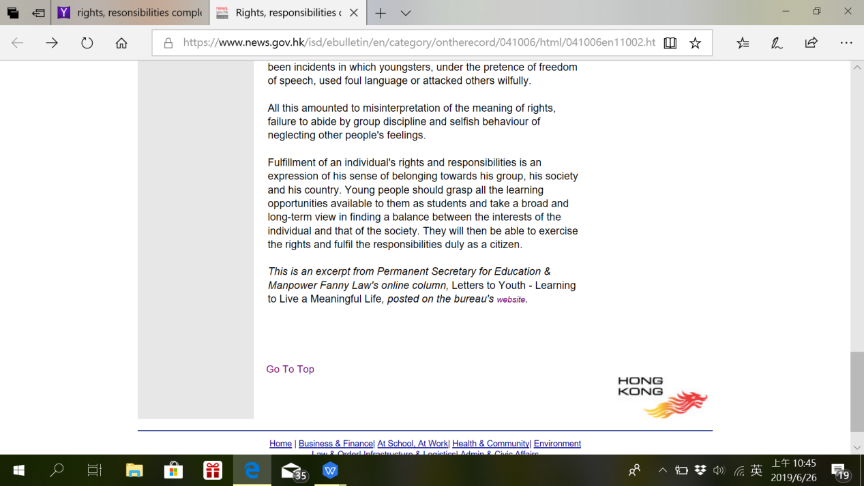 rights, resonsibilities comple
Rights, responsibilities c
https://www.news.gov.hk/isd/ebulletin/en/category/ontherecord/041006/html/041006en11002.ht
been incidents in which youngsters, under the pretence of freedom
of speech, used foul language or attacked others wilfully.
All this amounted to misinterpretation of the meaning of rights,
failure to abide by group discipline and selfish behaviour of
neglecting other people's feelings.
Fulfillment of an individual's rights and responsibilities is an
expression of his sense of belonging towards his group, his society
and his country. Young people should grasp all the learning
opportunities available to them as students and take a broad and
long-term view in finding a balance between the interests of the
individual and that of the society. They will then be able to exercise
the rights and fulfil the responsibilities duly as a citizen.
This is an excerpt from Permanent Secretary for Education &
Manpower Fanny Law's online column, Letters to Youth - Learning
to Live a Meaningful Life, posted on the bureau's website.
Go To Top
HONG
KONG
Home | Business & Finance| At School, At Work| Health & Community| Environment
Law & Order| Infrastructure & Logistics| Admin & Civic Affairs
35
英
上午 10:45
2019/6/26
19